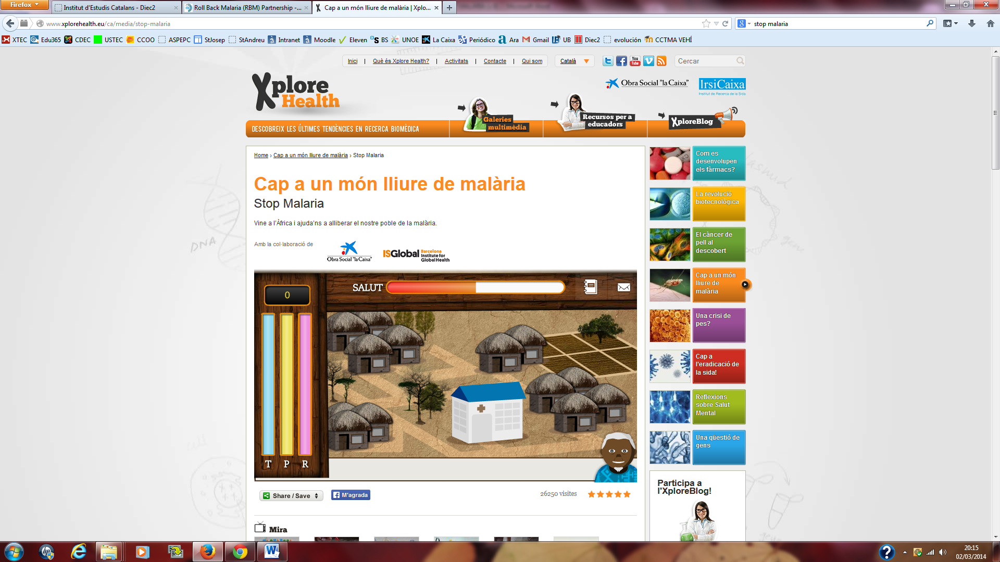 Firefox
Institut d'Estudis Catalans - Diec2
Roll Back Malaria (RBM) Partnership -...
Cap a un món lliure de malària | Xplo...
www.xplorehealth.eu/ca/media/stop-malaria
stop malaria
XTEC
Edu365
CDEC
USTEC
CCOO
ASPEPC
StJosep
StAndreu
Intranet
Moodle
Eleven
BS
UNOE
La Caixa
Periódico
Ara
Gmail
UB
Diec2
evolución
CCTMA VEHÍ
Inici | Què és Xplore Health? | Activitats | Contacte | Qui som
Català
You Tube
Cercar
Xplore
Health
Obra Social "la Caixa"
IrsiCaixa
Institut de Recerca de la Sida
DESCOBREIX LES ÚLTIMES TENDÈNCIES EN RECERCA BIOMÈDICA
Galeries
multimèdia
Recursos per a
educadors
XploreBlog
Home › Cap a un món lliure de malària › Stop Malaria
Cap a un món lliure de malària
Stop Malaria
Vine a l'Àfrica i ajuda'ns a alliberar el nostre poble de la malària.
Amb la col·laboració de
Obra Social "la Caixa"
ISGlobal
Barcelona
Institute for
Global Health
0
SALUT
T P R
Share / Save
M'agrada
26250 visites
Mira
Com es
desenvolupen
els fàrmacs?
La revolució
biotecnològica
El càncer de
pell al
descobert
Cap a un món
lliure de
malària
Una crisi de
pes?
Cap a
l'eradicació de
la sida!
Reflexions
sobre Salut
Mental
Una qüestió de
gens
Participa a
l'XploreBlog!
DNA
gene
cell
gene
20:15
02/03/2014